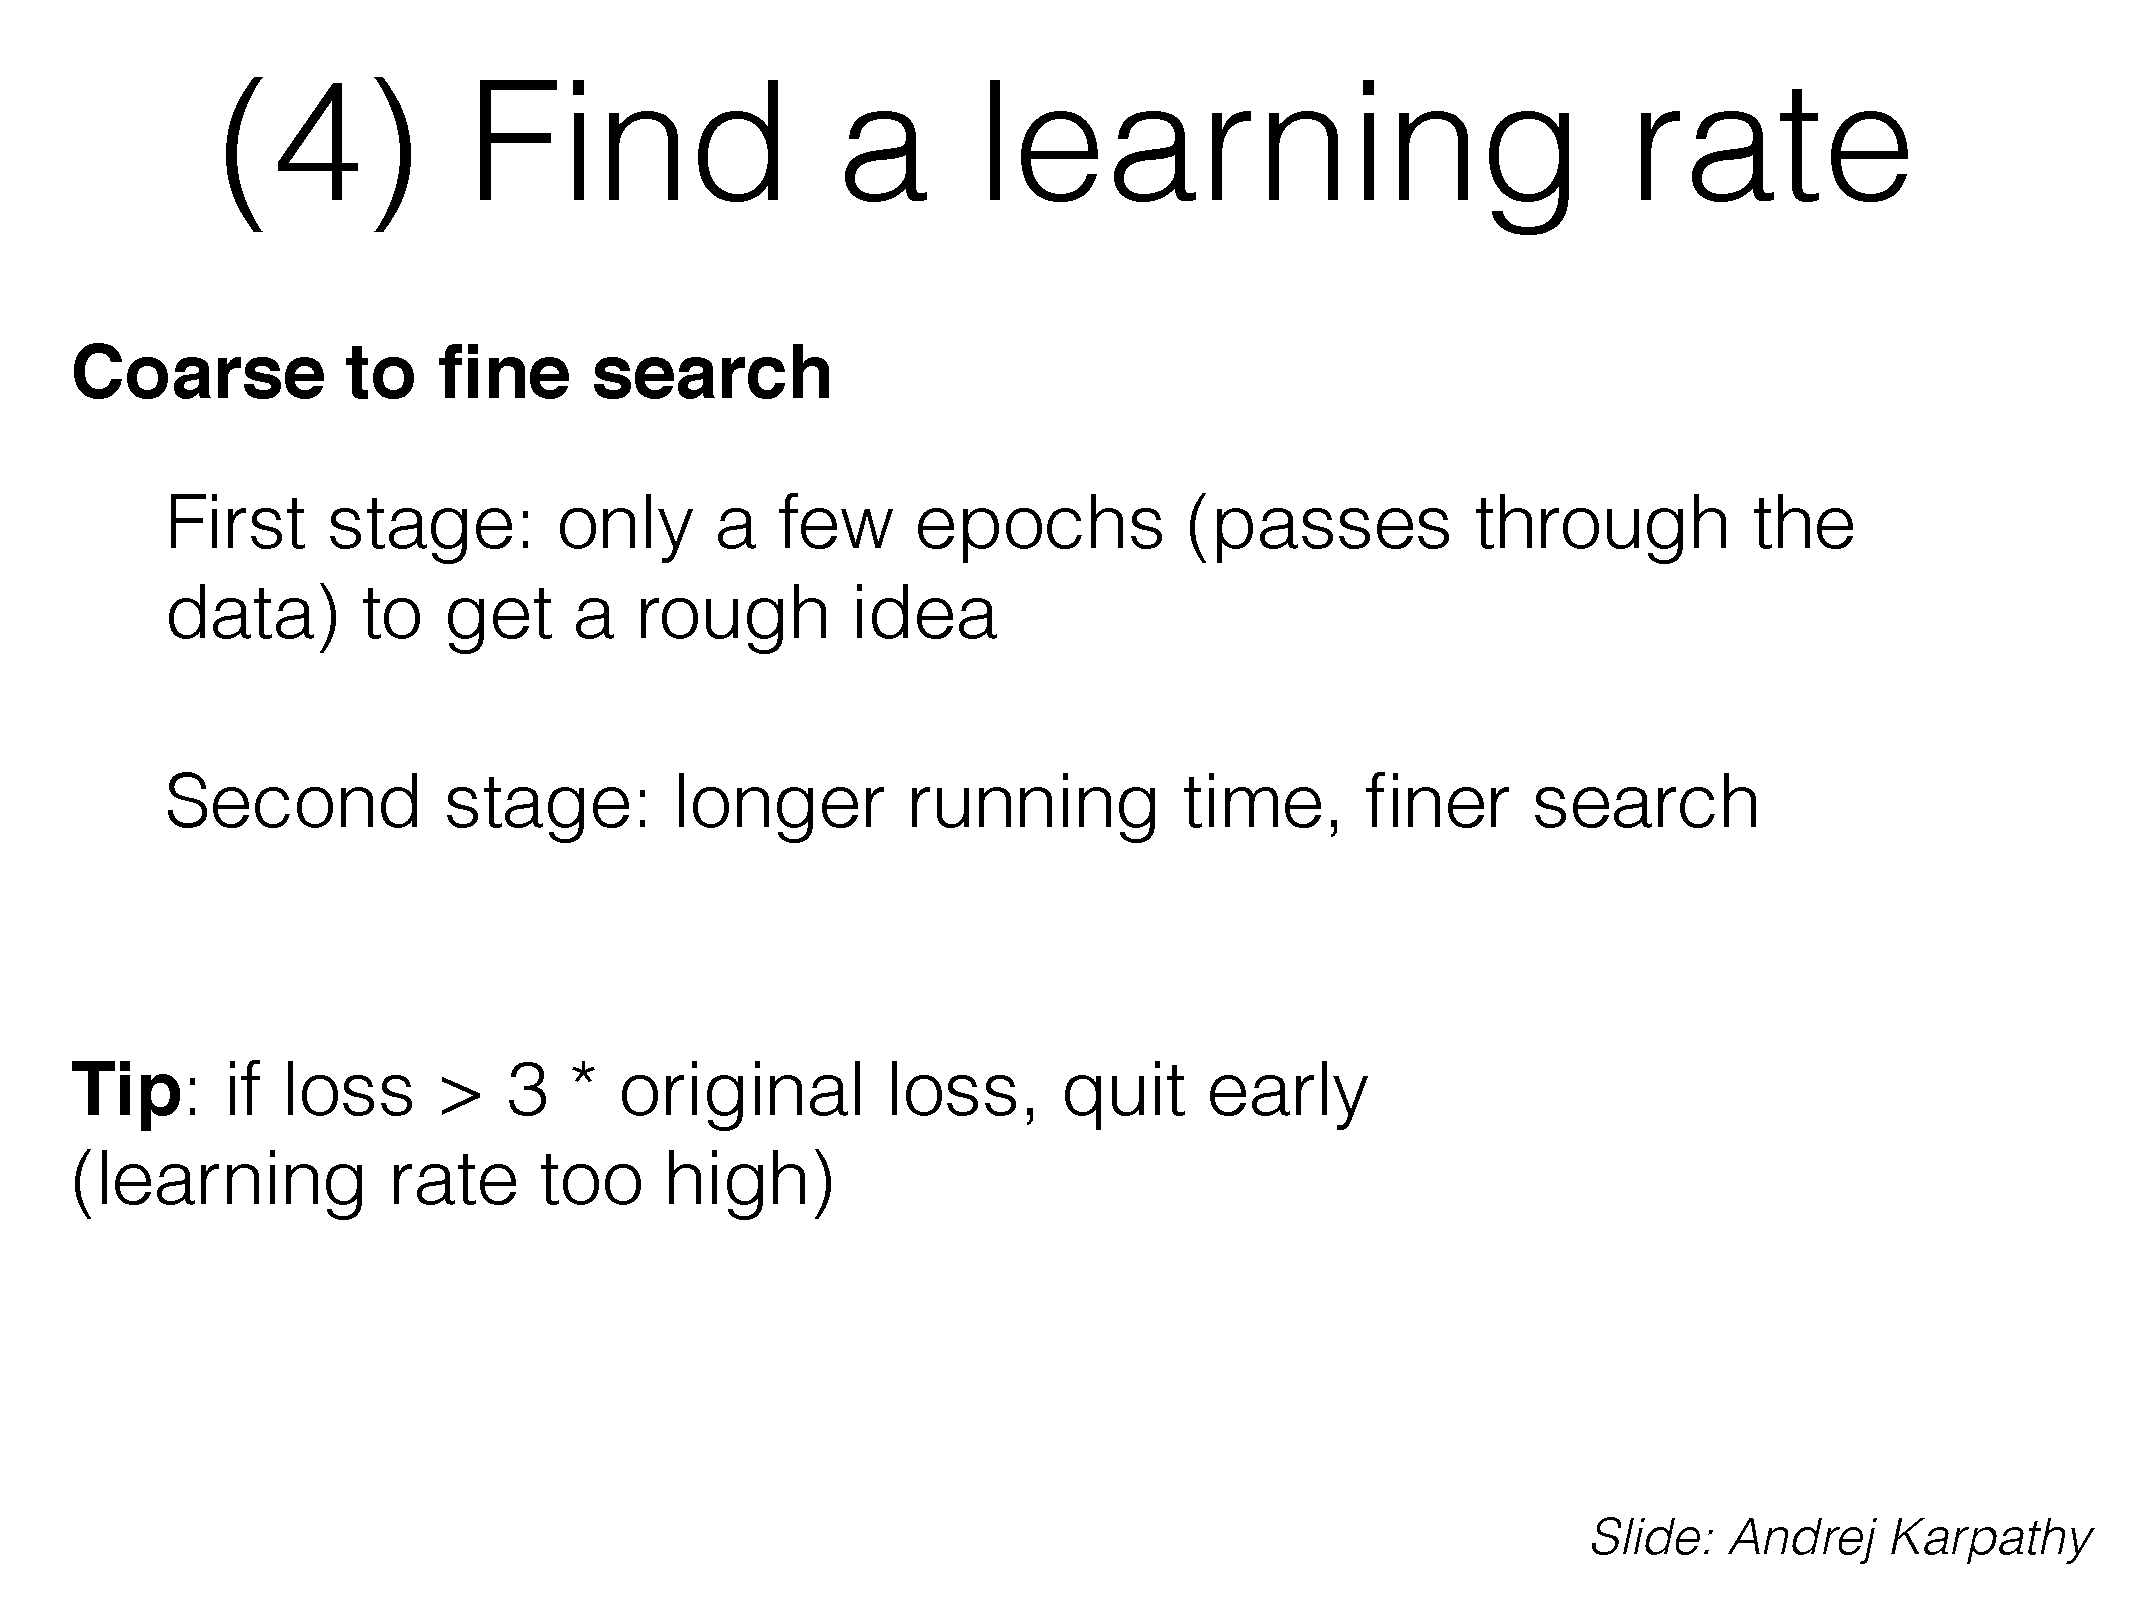 (4) Find a learning rate
Coarse to fine search
First stage: only a few epochs (passes through the
data) to get a rough idea
Second stage: longer running time, finer search
Tip: if loss > 3 * original loss, quit early
(learning rate too high)
Slide: Andrej Karpathy